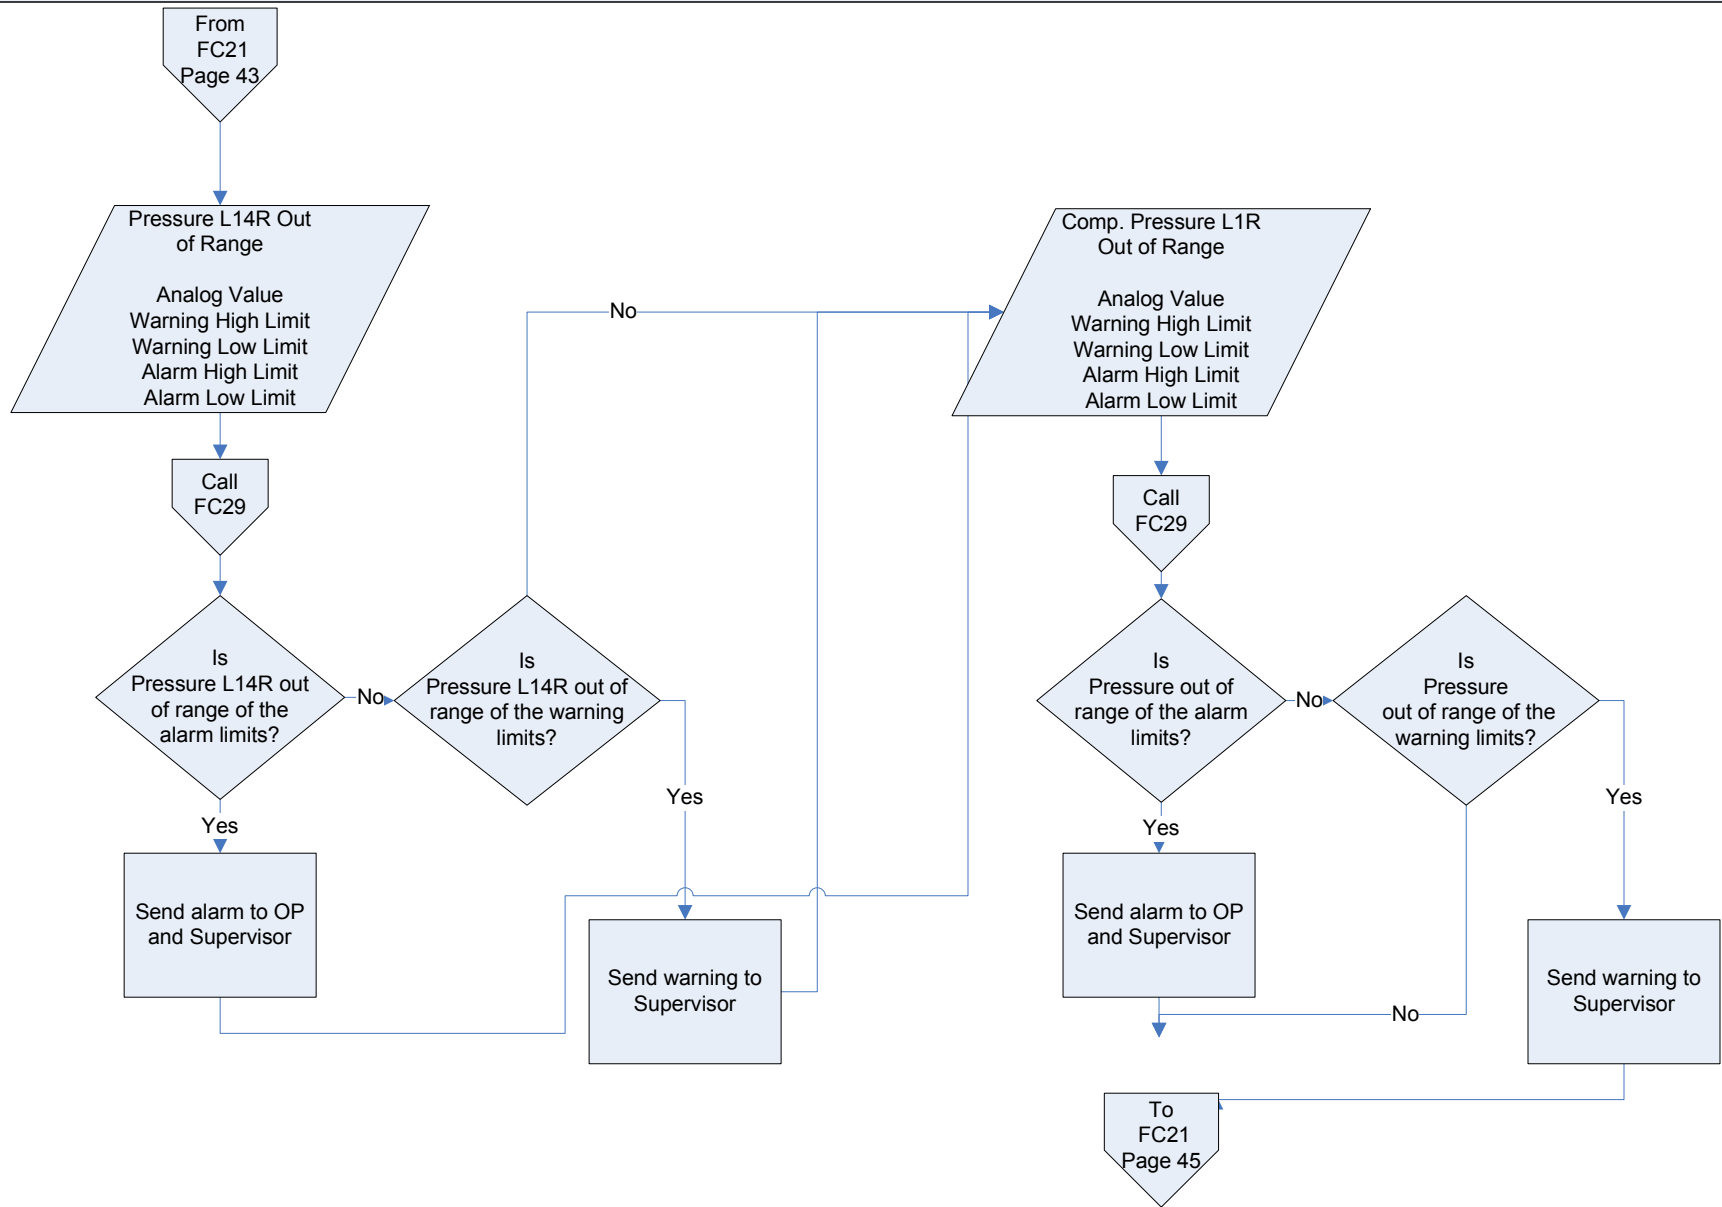 From
FC21
Page 43
Pressure L14R Out
of Range
Analog Value
Warning High Limit
Warning Low Limit
Alarm High Limit
Alarm Low Limit
Call
FC29
Is
Pressure L14R out
of range of the
alarm limits?
No
Is
Pressure L14R out of
range of the warning
limits?
No
Yes
Yes
Send alarm to OP
and Supervisor
Send warning to
Supervisor
Comp. Pressure L1R
Out of Range
Analog Value
Warning High Limit
Warning Low Limit
Alarm High Limit
Alarm Low Limit
Call
FC29
Is
Pressure out of
range of the alarm
limits?
No
Is
Pressure
out of range of the
warning limits?
Yes
Yes
Send alarm to OP
and Supervisor
No
Send warning to
Supervisor
To
FC21
Page 45